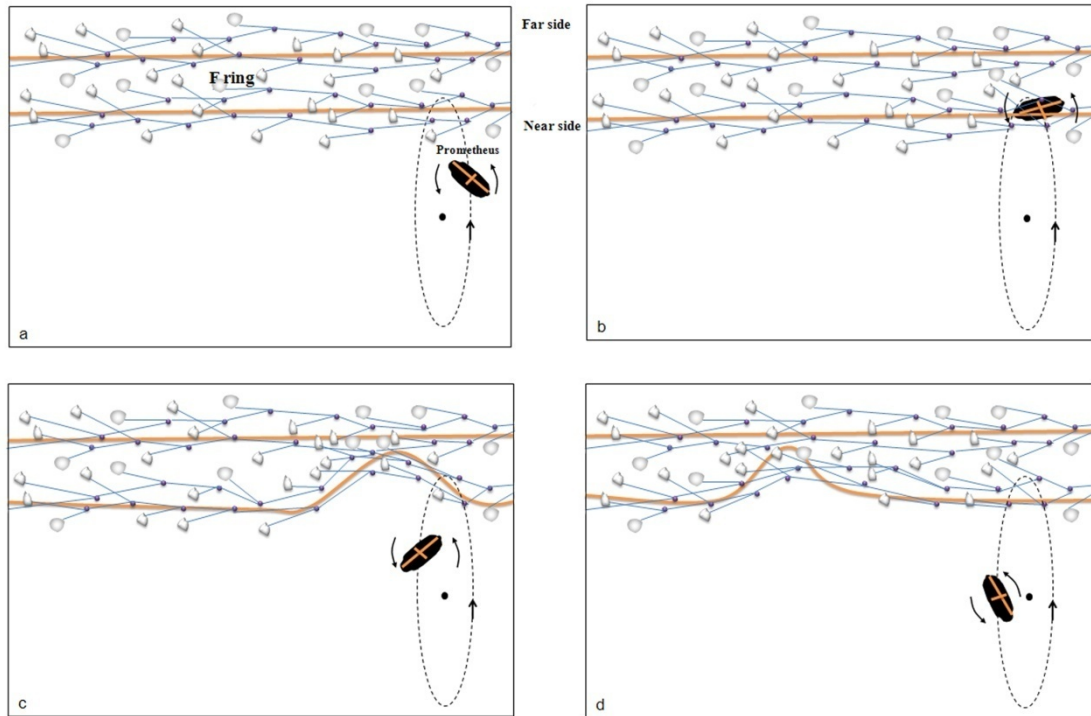 Far side
F ring
Near side
Prometheus
a
b
c
d